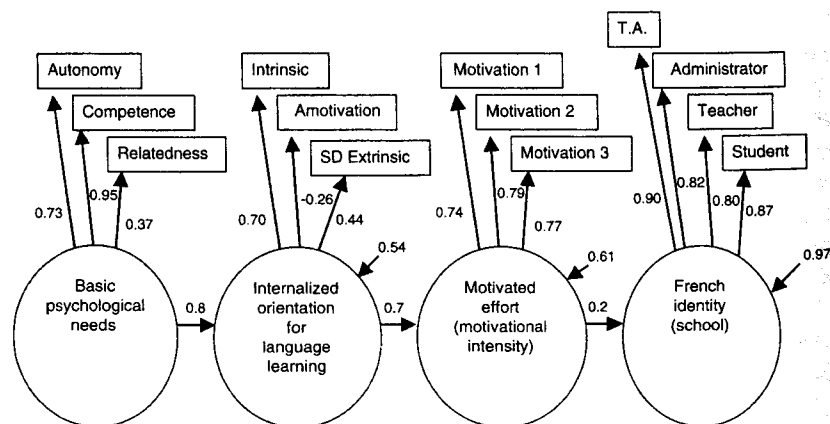 T.A.
Autonomy
Intrinsic
Motivation 1
Administrator
Competence
Amotivation
Motivation 2
Teacher
Relatedness
SD Extrinsic
Motivation 3
Student
0.73
0.95
0.37
0.70
-0.26
0.44
0.74
0.79
0.77
0.90
0.82
0.80
0.87
0.54
0.61
0.97
Basic
psychological
needs
0.8
Internalized
orientation
for
language
learning
0.7
Motivated
effort
(motivational
intensity)
0.2
French
identity
(school)